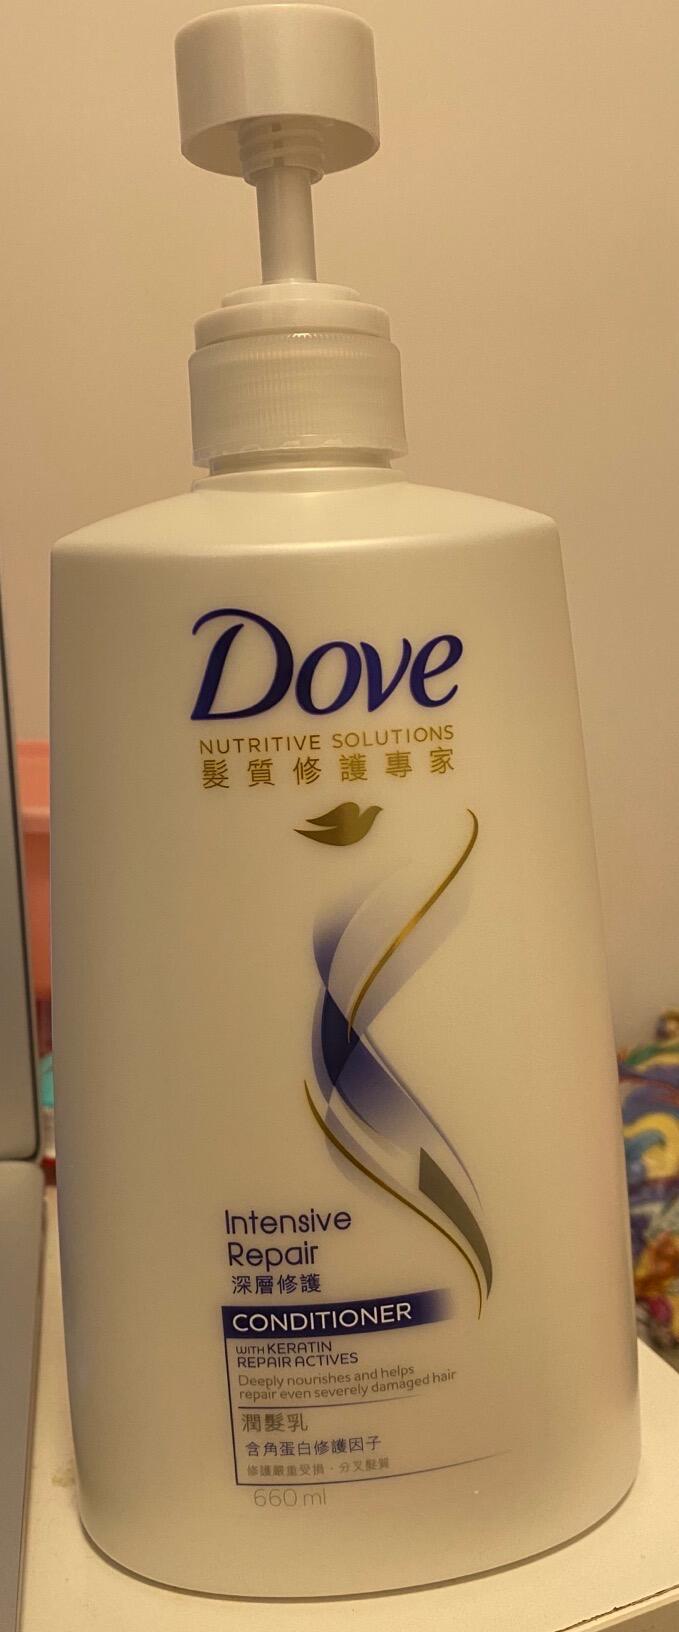 Dove
NUTRITIVE SOLUTIONS
髮質修護專家
Intensive
Repair
深層修護
CONDITIONER
WITH KERATIN
REPAIR ACTIVES
Deeply nourishes and helps
repair even severely damaged hair
潤髮乳
含角蛋白修護因子
修護嚴重受損·分叉髮質
660 ml